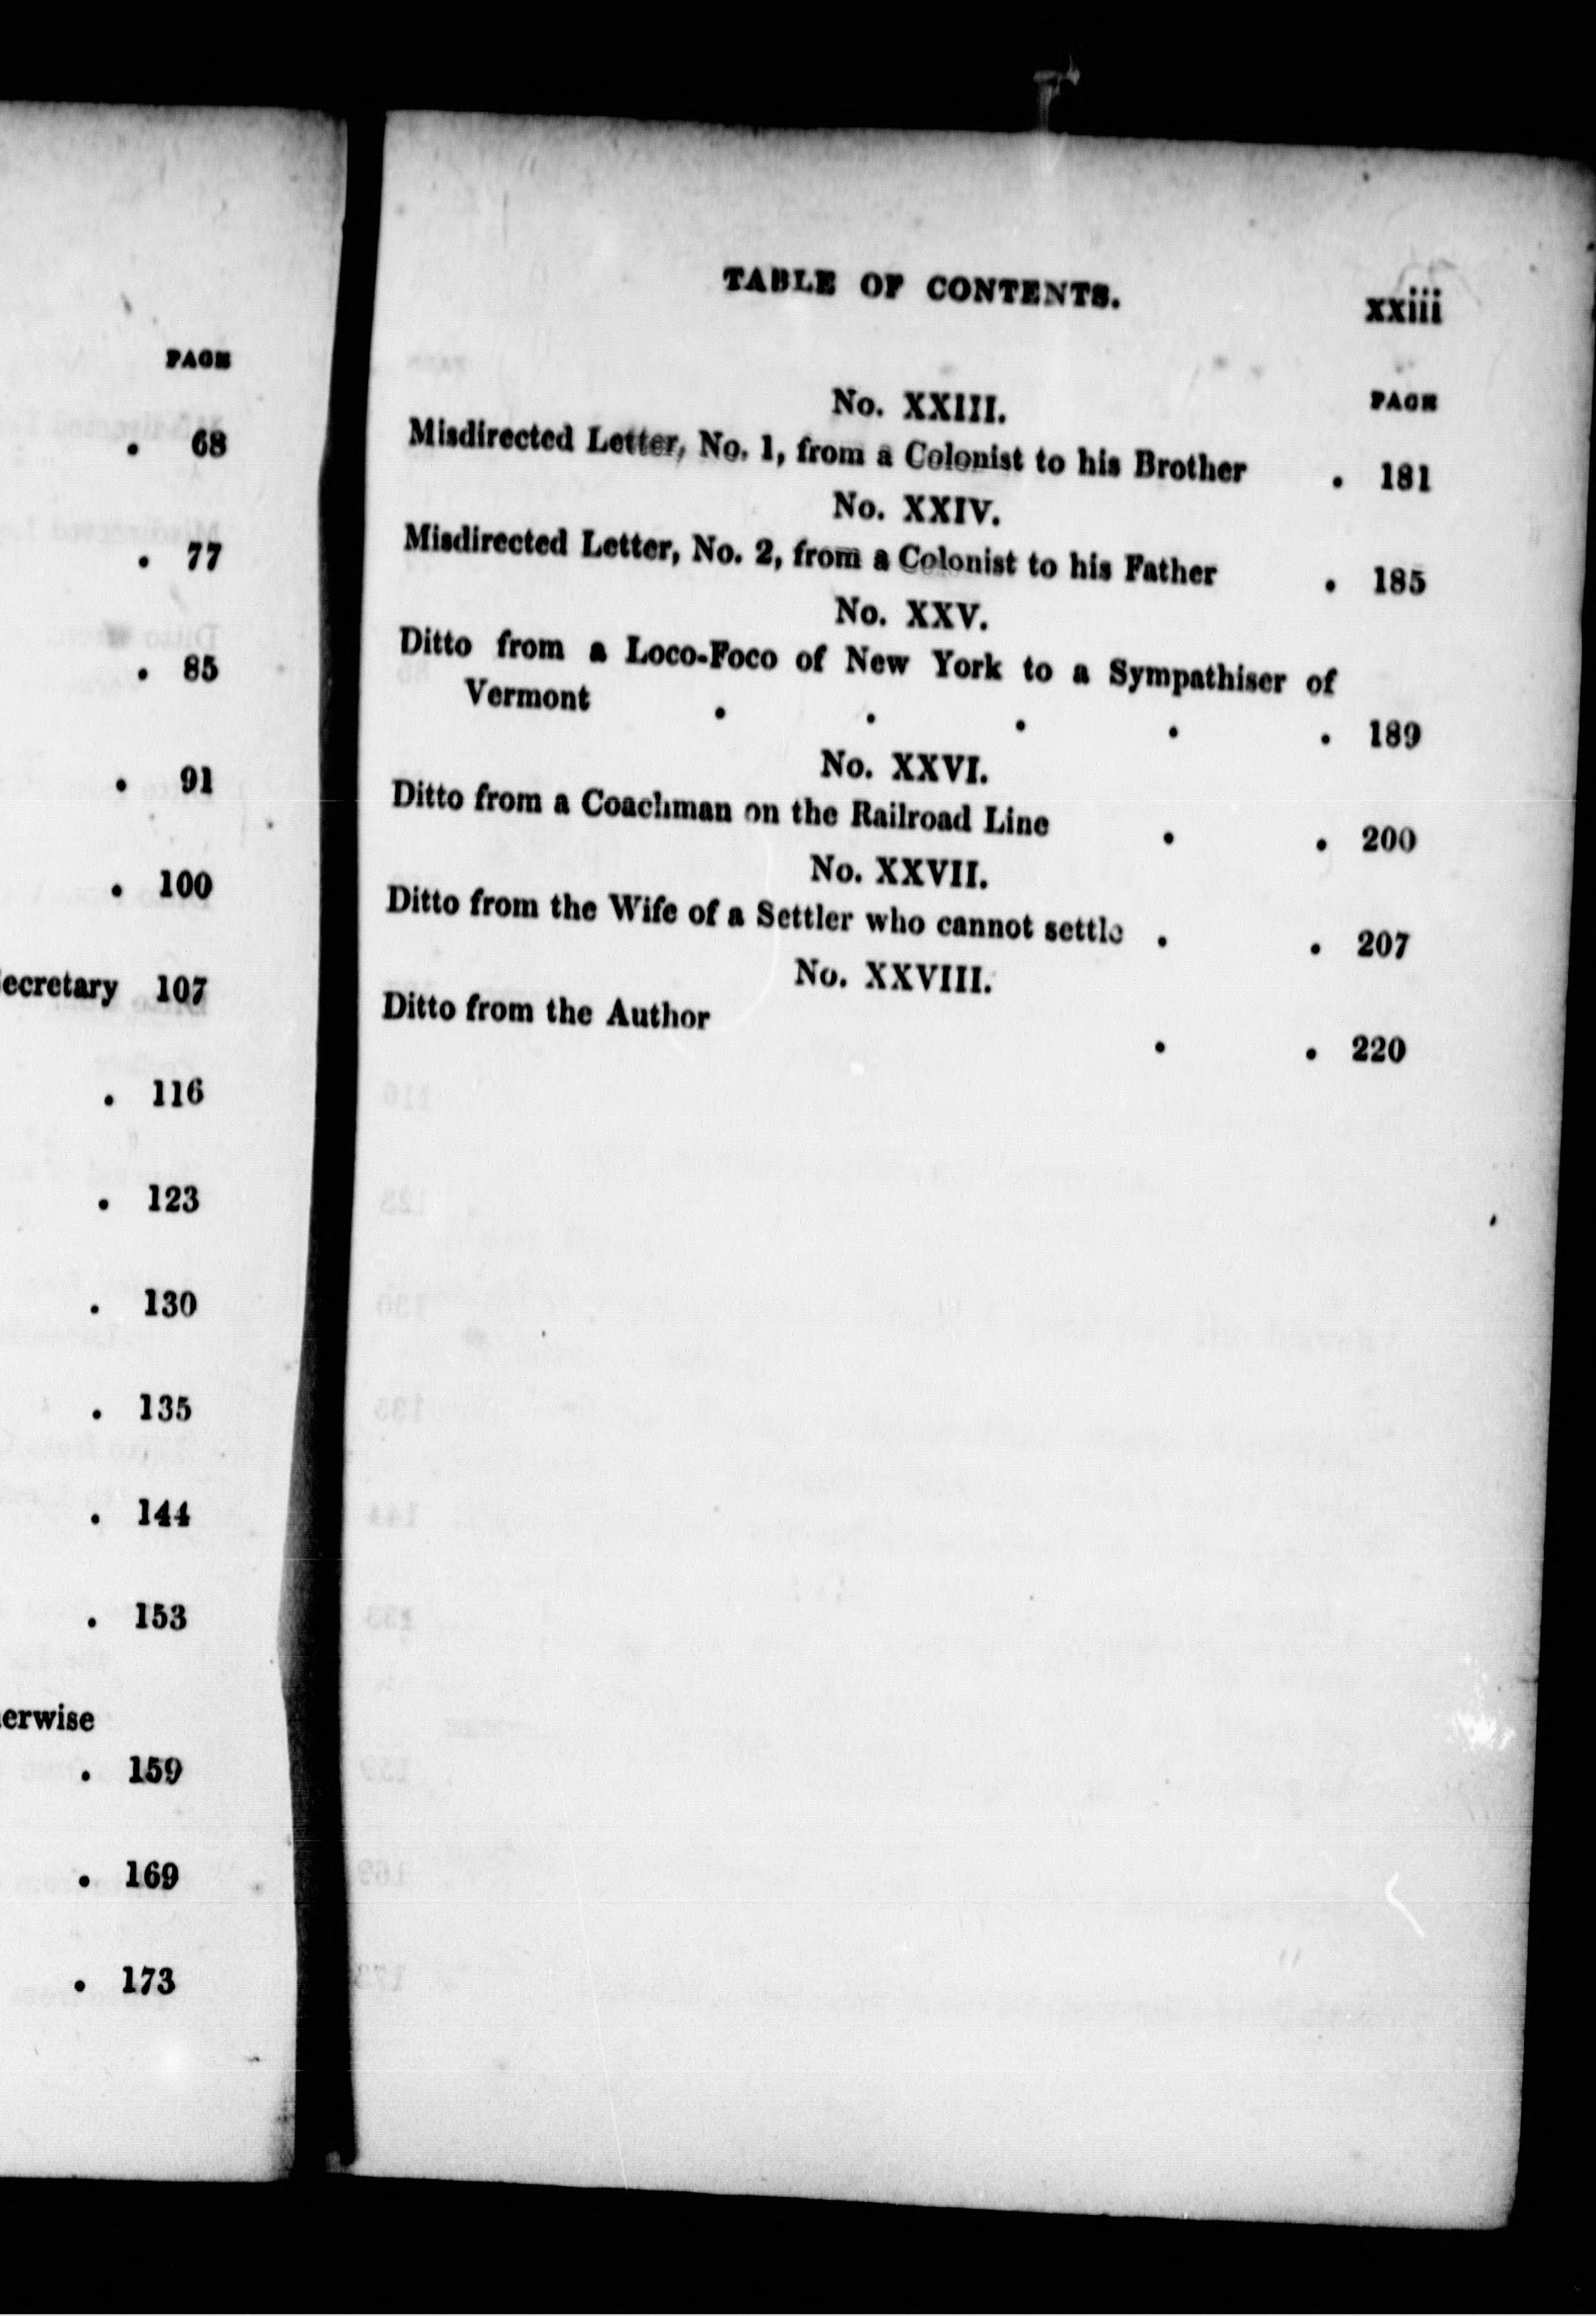 PAGE
. 68
. 77
. 85
. 91
. 100
ecretary 107
. 116
. 123
. 130
. 135
. 144
. 153
erwise
. 159
. 169
. 173
TABLE OF CONTENTS. xxiii
PAGE
No. XXIII.
Misdirected Letter, No. 1, from a Colonist to his Brother . 181
No. XXIV.
Misdirected Letter, No. 2, from a Colonist to his Father . 185
No. XXV.
Ditto from a Loco-Foco of New York to a Sympathiser of
Vermont . . . . . 189
No. XXVI.
Ditto from a Coachman on the Railroad Line . . 200
No. XXVII.
Ditto from the Wife of a Settler who cannot settle . . 207
No. XXVIII.
Ditto from the Author . . 220